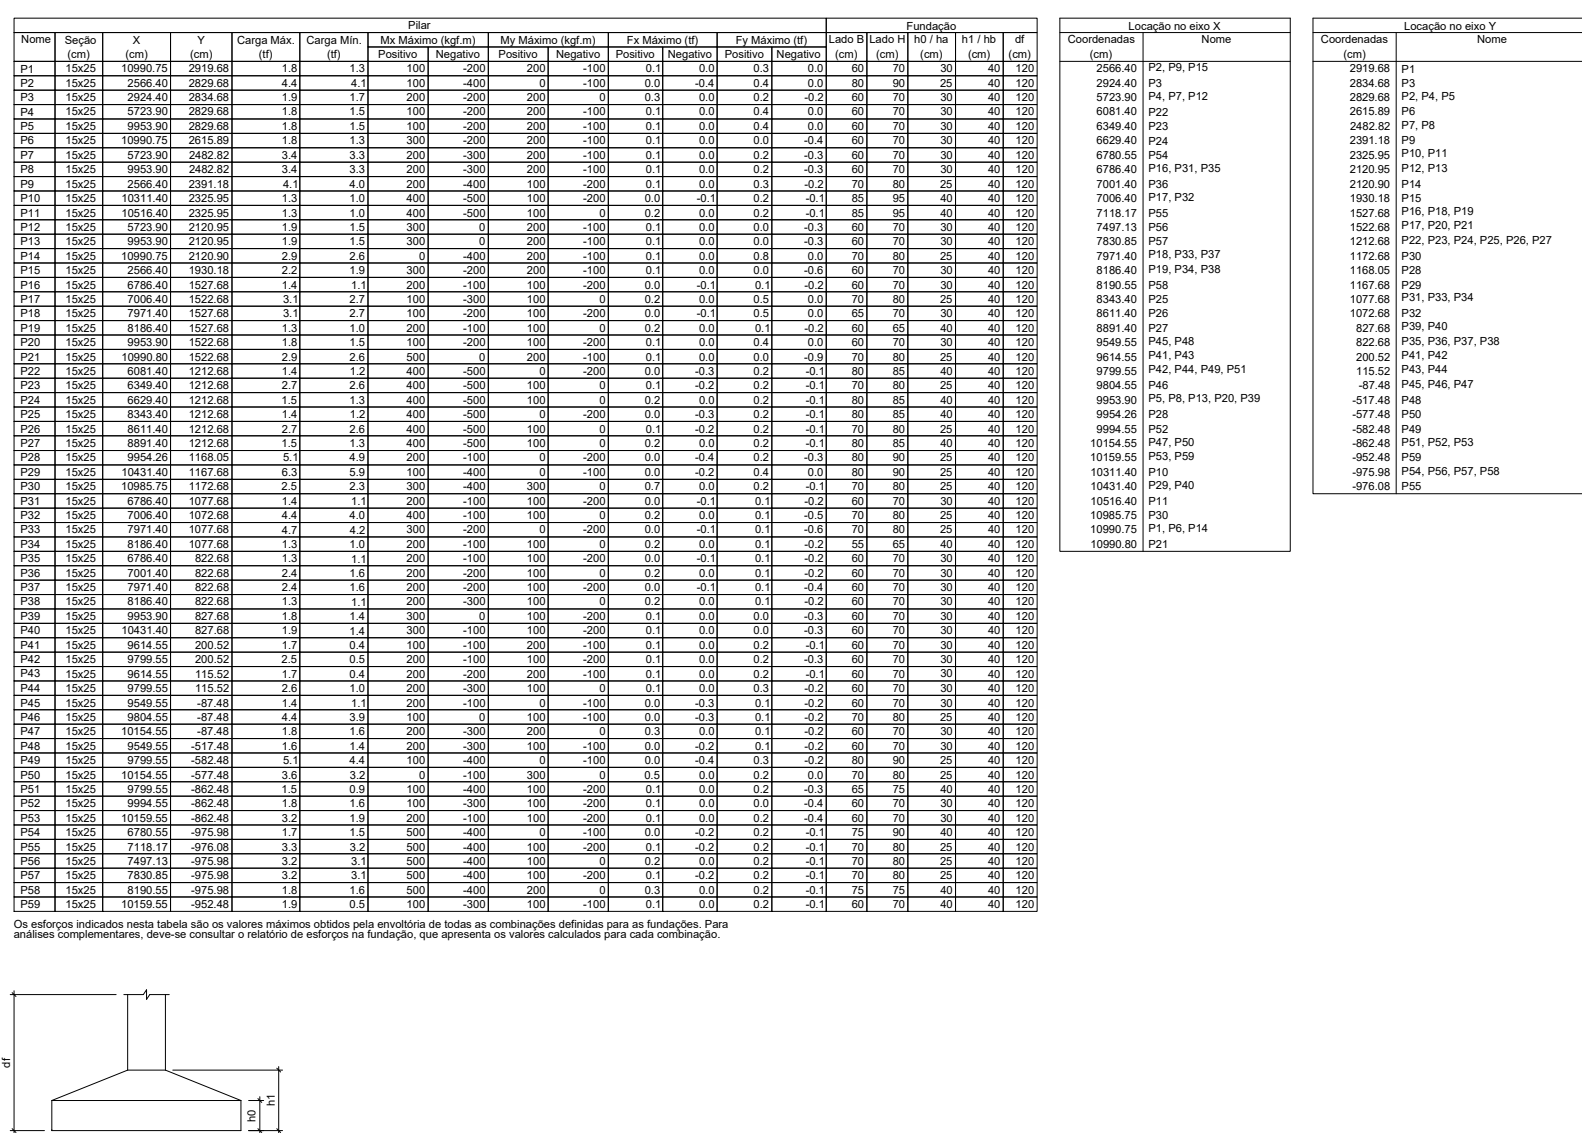 Pilar Fundação
Nome Seção X Y Carga Máx. Carga Mín. Mx Máximo (kgf.m) My Máximo (kgf.m) Fx Máximo (tf) Fy Máximo (tf) Lado B Lado H h0 / ha h1 / hb df
(cm) (cm) (cm) (tf) (tf) Positivo Negativo Positivo Negativo Positivo Negativo Positivo Negativo (cm) (cm) (cm) (cm) (cm)
P1 15x25 10990.75 2919.68 1.8 1.3 100 -200 200 -100 0.1 0.0 0.3 0.0 60 70 30 40 120
P2 15x25 2566.40 2829.68 4.4 4.1 100 -400 0 -100 0.0 -0.4 0.4 0.0 80 90 25 40 120
P3 15x25 2924.40 2834.68 1.9 1.7 200 -200 200 0 0.3 0.0 0.2 -0.2 60 70 30 40 120
P4 15x25 5723.90 2829.68 1.8 1.5 100 -200 200 -100 0.1 0.0 0.4 0.0 60 70 30 40 120
P5 15x25 9953.90 2829.68 1.8 1.5 100 -200 200 -100 0.1 0.0 0.4 0.0 60 70 30 40 120
P6 15x25 10990.75 2615.89 1.8 1.3 300 -200 200 -100 0.1 0.0 0.0 -0.4 60 70 30 40 120
P7 15x25 5723.90 2482.82 3.4 3.3 200 -300 200 -100 0.1 0.0 0.2 -0.3 60 70 30 40 120
P8 15x25 9953.90 2482.82 3.4 3.3 200 -300 200 -100 0.1 0.0 0.2 -0.3 60 70 30 40 120
P9 15x25 2566.40 2391.18 4.1 4.0 200 -400 100 -200 0.1 0.0 0.3 -0.2 70 80 25 40 120
P10 15x25 10311.40 2325.95 1.3 1.0 400 -500 100 -200 0.0 -0.1 0.2 -0.1 85 95 40 40 120
P11 15x25 10516.40 2325.95 1.3 1.0 400 -500 100 0 0.2 0.0 0.2 -0.1 85 95 40 40 120
P12 15x25 5723.90 2120.95 1.9 1.5 300 0 200 -100 0.1 0.0 0.0 -0.3 60 70 30 40 120
P13 15x25 9953.90 2120.95 1.9 1.5 300 0 200 -100 0.1 0.0 0.0 -0.3 60 70 30 40 120
P14 15x25 10990.75 2120.90 2.9 2.6 0 -400 200 -100 0.1 0.0 0.8 0.0 70 80 25 40 120
P15 15x25 2566.40 1930.18 2.2 1.9 300 -200 200 -100 0.1 0.0 0.0 -0.6 60 70 30 40 120
P16 15x25 6786.40 1527.68 1.4 1.1 200 -100 100 -200 0.0 -0.1 0.1 -0.2 60 70 30 40 120
P17 15x25 7006.40 1522.68 3.1 2.7 100 -300 100 0 0.2 0.0 0.5 0.0 70 80 25 40 120
P18 15x25 7971.40 1527.68 3.1 2.7 100 -200 100 -200 0.0 -0.1 0.5 0.0 65 70 30 40 120
P19 15x25 8186.40 1527.68 1.3 1.0 200 -100 100 0 0.2 0.0 0.1 -0.2 60 65 40 40 120
P20 15x25 9953.90 1522.68 1.8 1.5 100 -200 100 -200 0.1 0.0 0.4 0.0 60 70 30 40 120
P21 15x25 10990.80 1522.68 2.9 2.6 500 0 200 -100 0.1 0.0 0.0 -0.9 70 80 25 40 120
P22 15x25 6081.40 1212.68 1.4 1.2 400 -500 0 -200 0.0 -0.3 0.2 -0.1 80 85 40 40 120
P23 15x25 6349.40 1212.68 2.7 2.6 400 -500 100 0 0.1 -0.2 0.2 -0.1 70 80 25 40 120
P24 15x25 6629.40 1212.68 1.5 1.3 400 -500 100 0 0.2 0.0 0.2 -0.1 80 85 40 40 120
P25 15x25 8343.40 1212.68 1.4 1.2 400 -500 0 -200 0.0 -0.3 0.2 -0.1 80 85 40 40 120
P26 15x25 8611.40 1212.68 2.7 2.6 400 -500 100 0 0.1 -0.2 0.2 -0.1 70 80 25 40 120
P27 15x25 8891.40 1212.68 1.5 1.3 400 -500 100 0 0.2 0.0 0.2 -0.1 80 85 40 40 120
P28 15x25 9954.26 1168.05 5.1 4.9 200 -100 0 -200 0.0 -0.4 0.2 -0.3 80 90 25 40 120
P29 15x25 10431.40 1167.68 6.3 5.9 100 -400 0 -100 0.0 -0.2 0.4 0.0 80 90 25 40 120
P30 15x25 10985.75 1172.68 2.5 2.3 300 -400 300 0 0.7 0.0 0.2 -0.1 70 80 25 40 120
P31 15x25 6786.40 1077.68 1.4 1.1 200 -100 100 -200 0.0 -0.1 0.1 -0.2 60 70 30 40 120
P32 15x25 7006.40 1072.68 4.4 4.0 400 -100 100 0 0.2 0.0 0.1 -0.5 70 80 25 40 120
P33 15x25 7971.40 1077.68 4.7 4.2 300 -200 0 -200 0.0 -0.1 0.1 -0.6 70 80 25 40 120
P34 15x25 8186.40 1077.68 1.3 1.0 200 -100 100 0 0.2 0.0 0.1 -0.2 55 65 40 40 120
P35 15x25 6786.40 822.68 1.3 1.1 200 -200 100 -200 0.0 -0.1 0.1 -0.2 60 70 30 40 120
P36 15x25 7001.40 822.68 2.4 1.6 200 -200 100 0 0.2 0.0 0.1 -0.2 60 70 30 40 120
P37 15x25 7971.40 822.68 2.4 1.6 200 -200 100 -200 0.0 -0.1 0.1 -0.4 60 70 30 40 120
P38 15x25 8186.40 822.68 1.3 1.1 200 -300 100 0 0.2 0.0 0.1 -0.2 60 70 30 40 120
P39 15x25 9953.90 827.68 1.8 1.4 300 0 100 -200 0.1 0.0 0.0 -0.3 60 70 30 40 120
P40 15x25 10431.40 827.68 1.9 1.4 300 -100 100 -200 0.1 0.0 0.0 -0.3 60 70 30 40 120
P41 15x25 9614.55 200.52 1.7 0.4 100 -100 200 -100 0.1 0.0 0.2 -0.1 60 70 30 40 120
P42 15x25 9799.55 200.52 2.5 0.5 200 -100 100 -200 0.1 0.0 0.2 -0.3 60 70 30 40 120
P43 15x25 9614.55 115.52 1.7 0.4 200 -200 200 -100 0.1 0.0 0.2 -0.1 60 70 30 40 120
P44 15x25 9799.55 115.52 2.6 1.0 200 -300 100 0 0.1 0.0 0.3 -0.2 60 70 30 40 120
P45 15x25 9549.55 -87.48 1.4 1.1 200 -100 0 -100 0.0 -0.3 0.1 -0.2 60 70 30 40 120
P46 15x25 9804.55 -87.48 4.4 3.9 100 0 100 -100 0.0 -0.3 0.1 -0.2 70 80 25 40 120
P47 15x25 10154.55 -87.48 1.8 1.6 200 -300 200 0 0.3 0.0 0.1 -0.2 60 70 30 40 120
P48 15x25 9549.55 -517.48 1.6 1.4 200 -300 100 -100 0.0 -0.2 0.1 -0.2 60 70 30 40 120
P49 15x25 9799.55 -582.48 5.1 4.4 100 -400 0 -100 0.0 -0.4 0.3 -0.2 80 90 25 40 120
P50 15x25 10154.55 -577.48 3.6 3.2 0 -100 300 0 0.5 0.0 0.2 0.0 70 80 25 40 120
P51 15x25 9799.55 -862.48 1.5 0.9 100 -400 100 -200 0.1 0.0 0.2 -0.3 65 75 40 40 120
P52 15x25 9994.55 -862.48 1.8 1.6 100 -300 100 -200 0.1 0.0 0.0 -0.4 60 70 30 40 120
P53 15x25 10159.55 -862.48 3.2 1.9 200 -100 100 -200 0.1 0.0 0.2 -0.4 60 70 30 40 120
P54 15x25 6780.55 -975.98 1.7 1.5 500 -400 0 -100 0.0 -0.2 0.2 -0.1 75 90 40 40 120
P55 15x25 7118.17 -976.08 3.3 3.2 500 -400 100 -200 0.1 -0.2 0.2 -0.1 70 80 25 40 120
P56 15x25 7497.13 -975.98 3.2 3.1 500 -400 100 0 0.2 0.0 0.2 -0.1 70 80 25 40 120
P57 15x25 7830.85 -975.98 3.2 3.1 500 -400 100 -200 0.1 -0.2 0.2 -0.1 70 80 25 40 120
P58 15x25 8190.55 -975.98 1.8 1.6 500 -400 200 0 0.3 0.0 0.2 -0.1 75 75 40 40 120
P59 15x25 10159.55 -952.48 1.9 0.5 100 -300 100 -100 0.1 0.0 0.2 -0.1 60 70 40 40 120
Os esforços indicados nesta tabela são os valores máximos obtidos pela envoltória de todas as combinações definidas para as fundações. Para
análises complementares, deve-se consultar o relatório de esforços na fundação, que apresenta os valores calculados para cada combinação.
Locação no eixo X
Coordenadas Nome
(cm)
2566.40 P2, P9, P15
2924.40 P3
5723.90 P4, P7, P12
6081.40 P22
6349.40 P23
6629.40 P24
6780.55 P54
6786.40 P16, P31, P35
7001.40 P36
7006.40 P17, P32
7118.17 P55
7497.13 P56
7830.85 P57
7971.40 P18, P33, P37
8186.40 P19, P34, P38
8190.55 P58
8343.40 P25
8611.40 P26
8891.40 P27
9549.55 P45, P48
9614.55 P41, P43
9799.55 P42, P44, P49, P51
9804.55 P46
9953.90 P5, P8, P13, P20, P39
9954.26 P28
9994.55 P52
10154.55 P47, P50
10159.55 P53, P59
10311.40 P10
10431.40 P29, P40
10516.40 P11
10985.75 P30
10990.75 P1, P6, P14
10990.80 P21
Locação no eixo Y
Coordenadas Nome
(cm)
2919.68 P1
2834.68 P3
2829.68 P2, P4, P5
2615.89 P6
2482.82 P7, P8
2391.18 P9
2325.95 P10, P11
2120.95 P12, P13
2120.90 P14
1930.18 P15
1527.68 P16, P18, P19
1522.68 P17, P20, P21
1212.68 P22, P23, P24, P25, P26, P27
1172.68 P30
1168.05 P28
1167.68 P29
1077.68 P31, P33, P34
1072.68 P32
827.68 P39, P40
822.68 P35, P36, P37, P38
200.52 P41, P42
115.52 P43, P44
-87.48 P45, P46, P47
-517.48 P48
-577.48 P50
-582.48 P49
-862.48 P51, P52, P53
-952.48 P59
-975.98 P54, P56, P57, P58
-976.08 P55
df
h0
h1